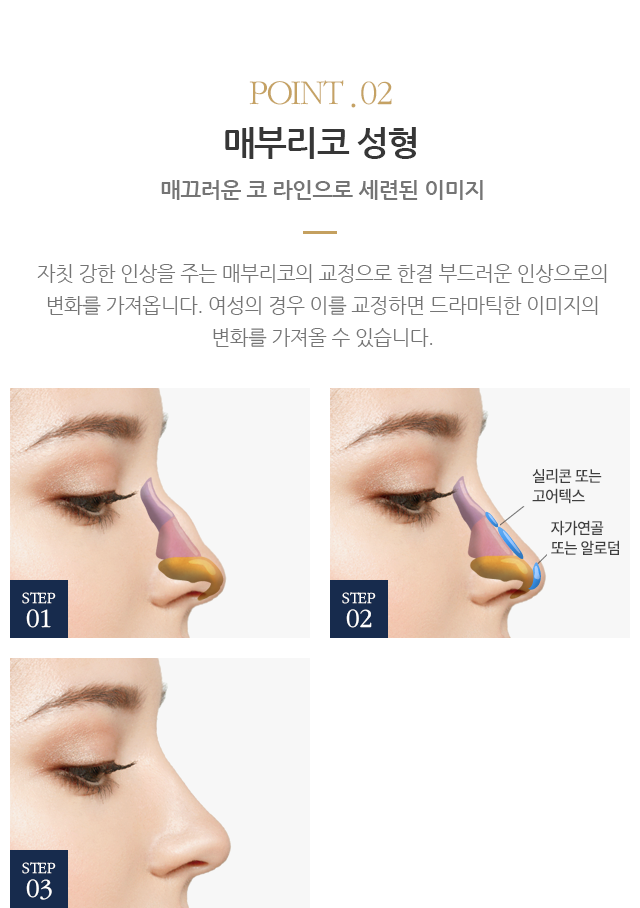 POINT .02
매부리코 성형
매끄러운 코 라인으로 세련된 이미지
자칫 강한 인상을 주는 매부리코의 교정으로 한결 부드러운 인상으로의
변화를 가져옵니다. 여성의 경우 이를 교정하면 드라마틱한 이미지의
변화를 가져올 수 있습니다.
STEP
01
실리콘 또는
고어텍스
자가연골
또는 알로덤
STEP
02
STEP
03